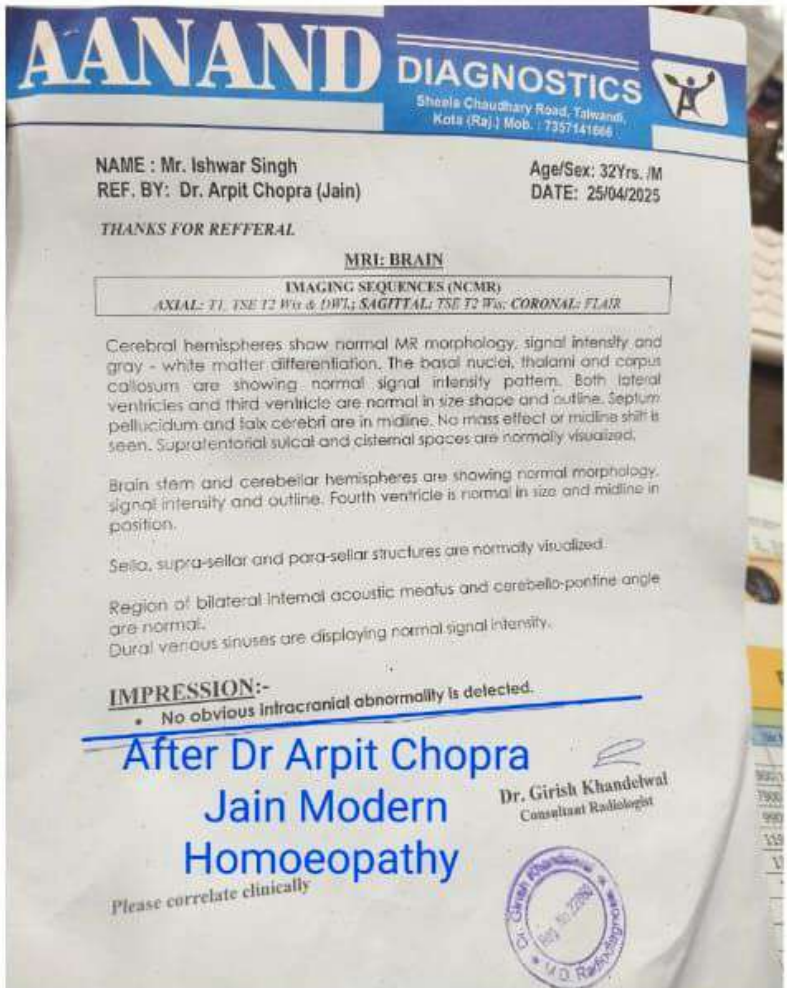 AANAND
DIAGNOSTICS
Sheela Chaudhary Road, Talwandi,
Kota (Raj.) Mob. : 7357141666
NAME : Mr. Ishwar Singh
Age/Sex: 32Yrs. /M
REF. BY: Dr. Arpit Chopra (Jain)
DATE: 25/04/2025
THANKS FOR REFFERAL
MRI: BRAIN
IMAGING SEQUENCES (NCMR)
AXIAL: T1, TSE T2 Wis & DWI.; SAGITTAL: TSE T2 Wis; CORONAL: FLAIR
Cerebral hemispheres show normal MR morphology, signal intensity and
gray - white matter differentiation. The basal nuclei, thalami and corpus
callosum are showing normal signal intensity pattern. Both lateral
ventricies and third ventricle are normal in size shape and outline. Septum
pellucidum and falx cerebri are in midline. No mass effect or midline shift is
seen. Supratentorial sulcal and cisternal spaces are normally visualized.
Brain stem and cerebellar hemispheres are showing normal morphology,
signal intensity and outline. Fourth ventricle is normal in size and midline in
position.
Sella, supra-sellar and para-sellar structures are normally visualized.
Region of bilateral internal acoustic meatus and cerebello-pontine angle
are normal.
Dural venous sinuses are displaying normal signal intensity.
IMPRESSION:-
• No obvious intracranial abnormality is detected.
After Dr Arpit Chopra
Jain Modern
Homoeopathy
Dr. Girish Khandelwal
Consultant Radiologist
Please correlate clinically
Dr. Girish Khandelwal
M.D. Radiodiagnosis